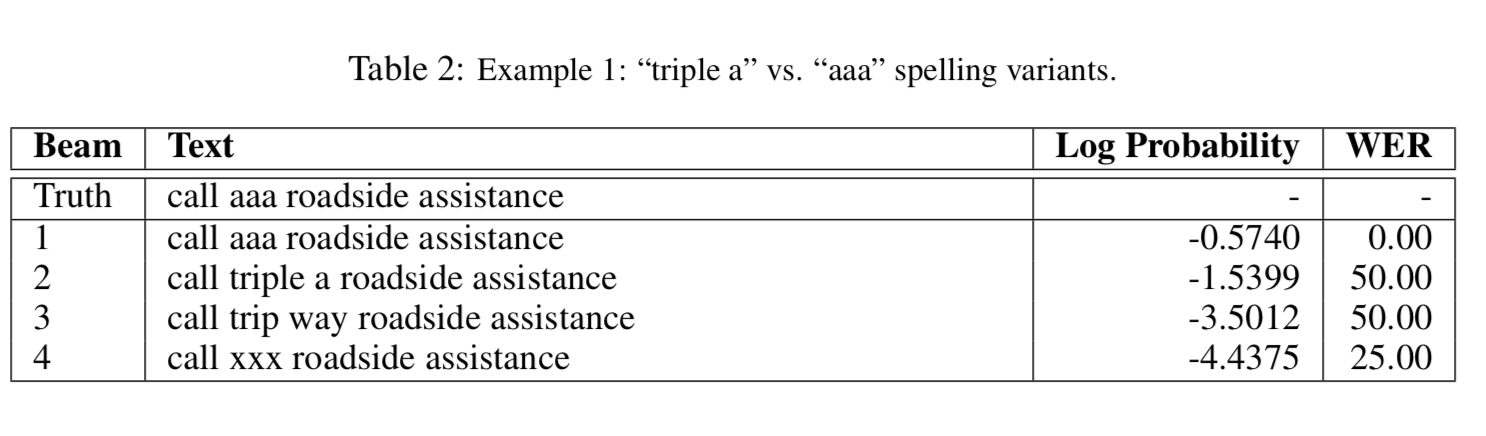 Table 2: Example 1: “triple a” vs. “aaa” spelling variants.
Beam Text Log Probability WER
Truth call aaa roadside assistance - -
1 call aaa roadside assistance -0.5740 0.00
2 call triple a roadside assistance -1.5399 50.00
3 call trip way roadside assistance -3.5012 50.00
4 call xxx roadside assistance -4.4375 25.00